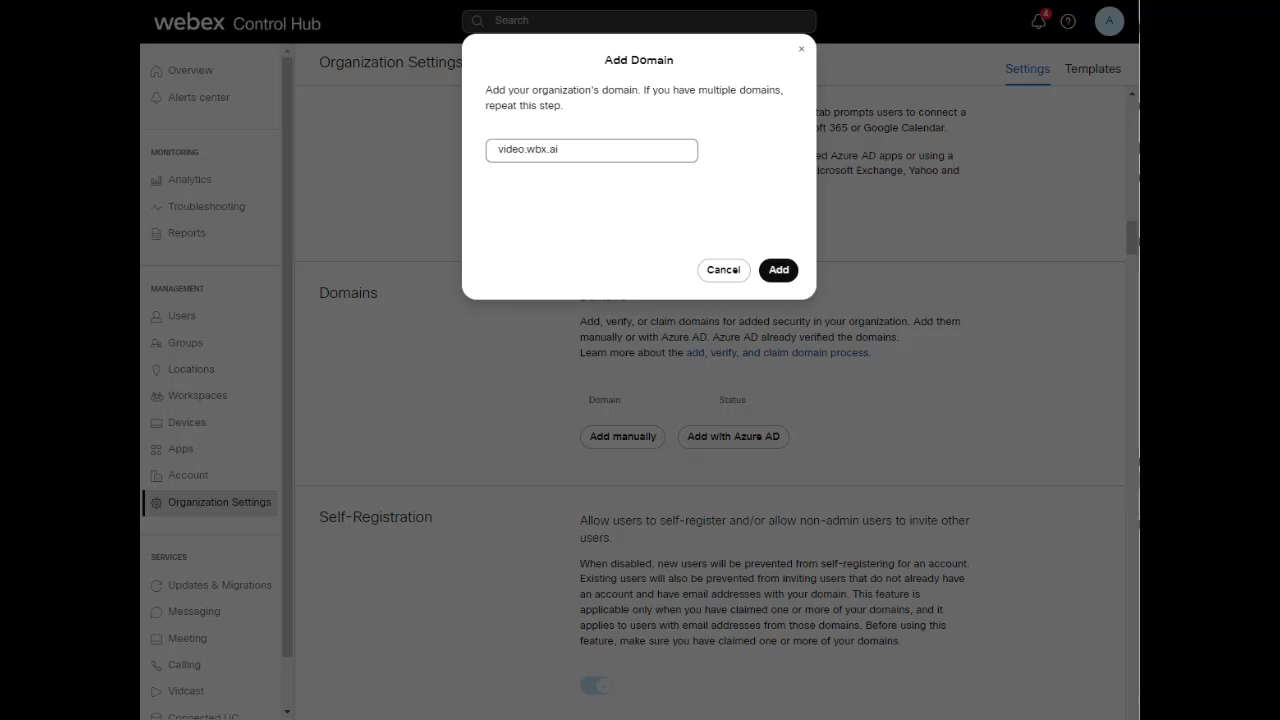 webex Control Hub
Search
4
A
Overview
Alerts center
MONITORING
Analytics
Troubleshooting
Reports
MANAGEMENT
Users
Groups
Locations
Workspaces
Devices
Apps
Account
Organization Settings
SERVICES
Updates & Migrations
Messaging
Meeting
Calling
Vidcast
Connected UC
Organization Settings
Settings
Templates
Add Domain
Add your organization's domain. If you have multiple domains,
repeat this step.
video.wbx.ai
Cancel
Add
tab prompts users to connect a
oft 365 or Google Calendar.
ed Azure AD apps or using a
icrosoft Exchange, Yahoo and
Domains
Add, verify, or claim domains for added security in your organization. Add them
manually or with Azure AD. Azure AD already verified the domains.
Learn more about the add, verify, and claim domain process.
Domain
Status
Add manually
Add with Azure AD
Self-Registration
Allow users to self-register and/or allow non-admin users to invite other
users.
When disabled, new users will be prevented from self-registering for an account.
Existing users will also be prevented from inviting users that do not already have
an account and have email addresses with your domain. This feature is
applicable only when you have claimed one or more of your domains, and it
applies to users with email addresses from those domains. Before using this
feature, make sure you have claimed one or more of your domains.